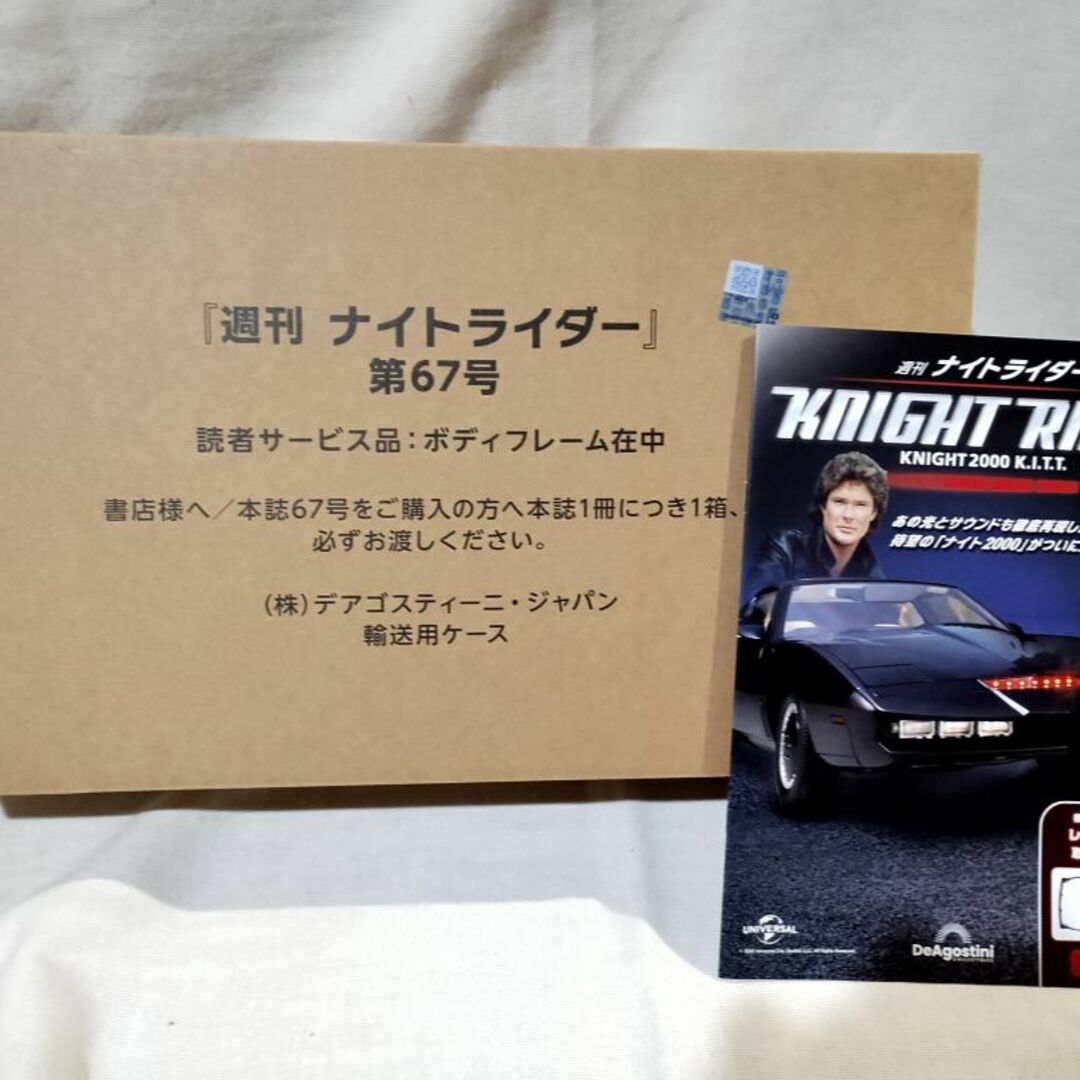 『週刊 ナイトライダー』
第67号
読者サービス品：ボディフレーム在中
書店様へ／本誌67号をご購入の方へ本誌1冊につき1箱、
必ずお渡しください。
(株)デアゴスティーニ・ジャパン
輸送用ケース
週刊 ナイトライダー
KNIGHT RI
KNIGHT 2000 K.I.T.T.
あの光とサウンドも徹底再現し
待望の「ナイト2000」がついに
UNIVERSAL
DeAgostini